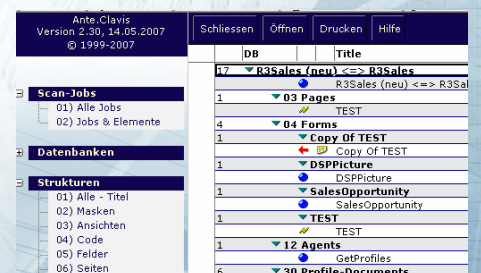 Ante.Clavis
Version 2.30, 14.05.2007
© 1999-2007
Scan-Jobs
01) Alle Jobs
02) Jobs & Elemente
Datenbanken
Strukturen
01) Alle - Titel
02) Masken
03) Ansichten
04) Code
05) Felder
06) Seiten
Schliessen Öffnen Drucken Hilfe
DB Title
17 R3Sales (neu) <=> R3Sales
R3Sales (neu) <=> R3Sal
1 03 Pages
TEST
4 04 Forms
1 Copy Of TEST
Copy Of TEST
1 DSPPicture
DSPPicture
1 SalesOpportunity
SalesOpportunity
1 TEST
TEST
1 12 Agents
GetProfiles
6 30 Profile-Documents